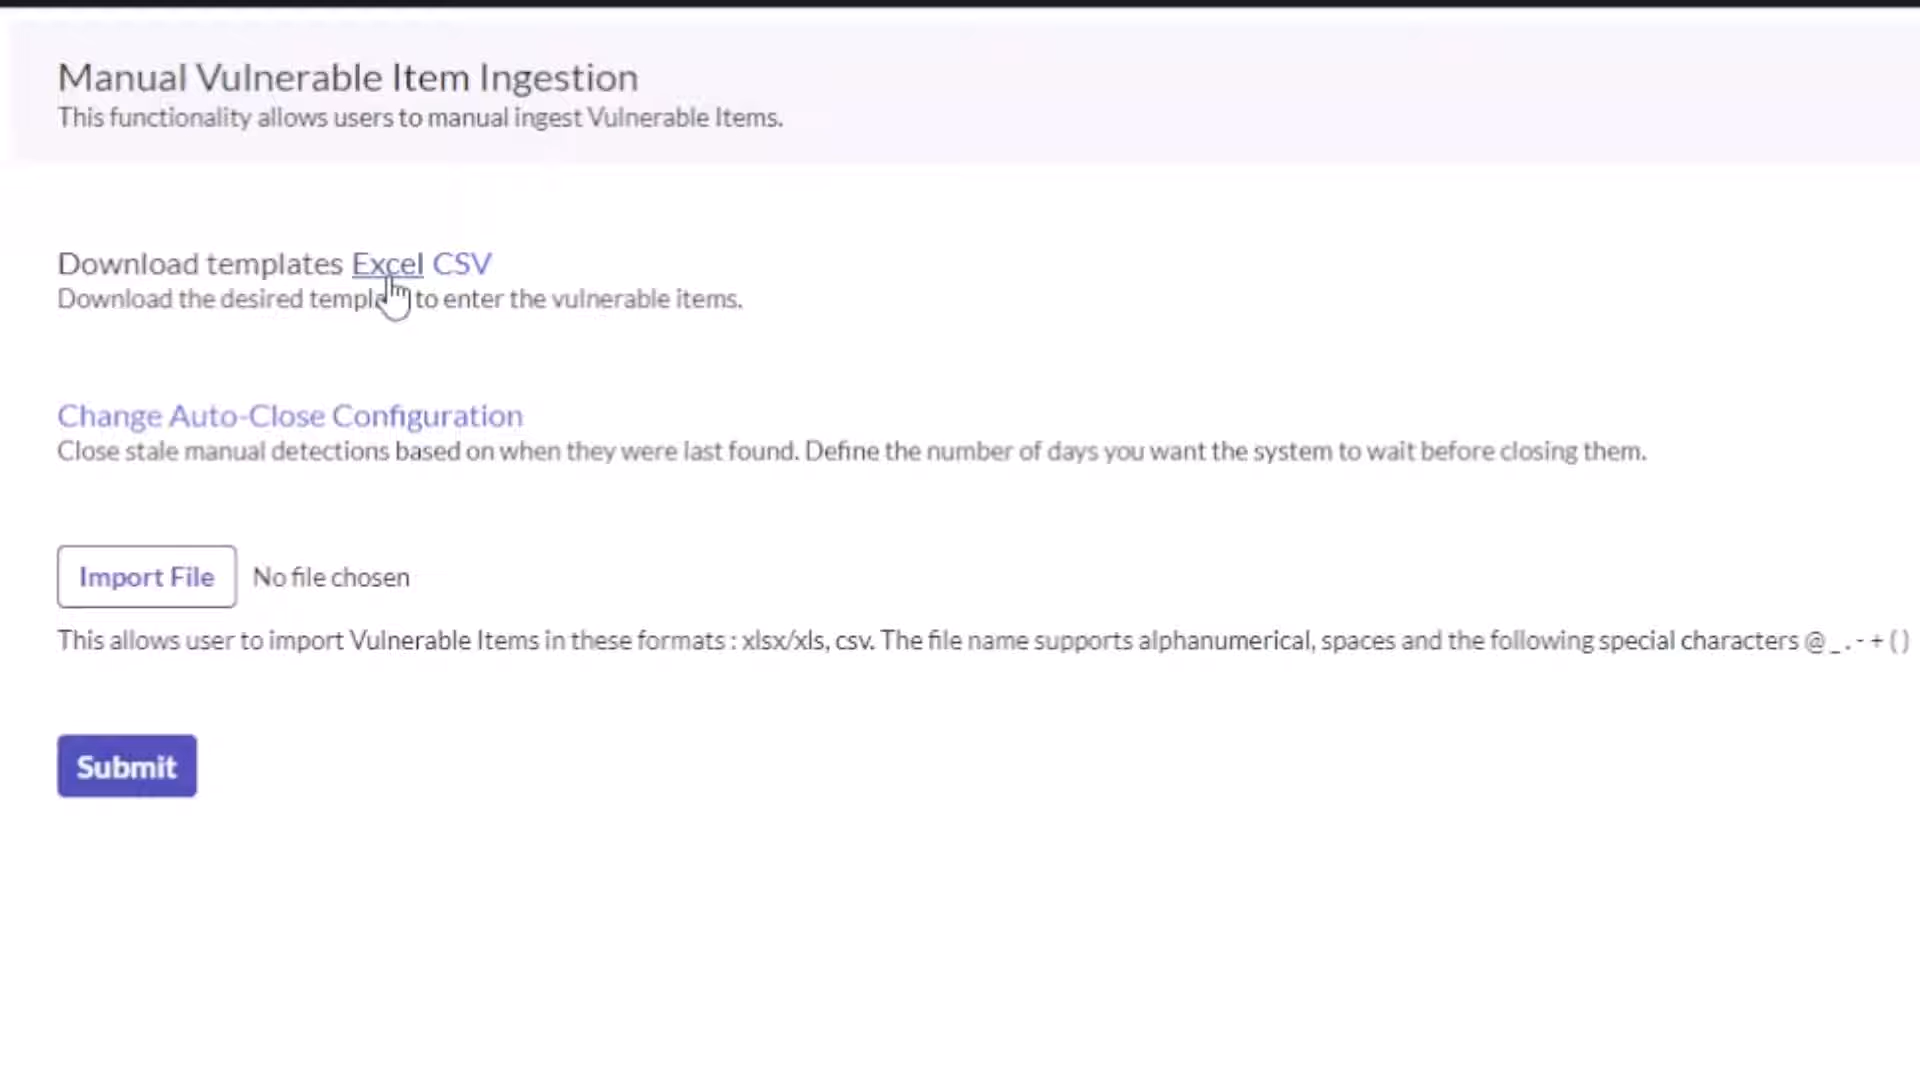 Manual Vulnerable Item Ingestion
This functionality allows users to manual ingest Vulnerable Items.
Download templates Excel CSV
Download the desired templa to enter the vulnerable items.
Change Auto-Close Configuration
Close stale manual detections based on when they were last found. Define the number of days you want the system to wait before closing them.
Import File No file chosen
This allows user to import Vulnerable Items in these formats : xlsx/xls, csv. The file name supports alphanumerical, spaces and the following special characters @ _ . - + ( )
Submit